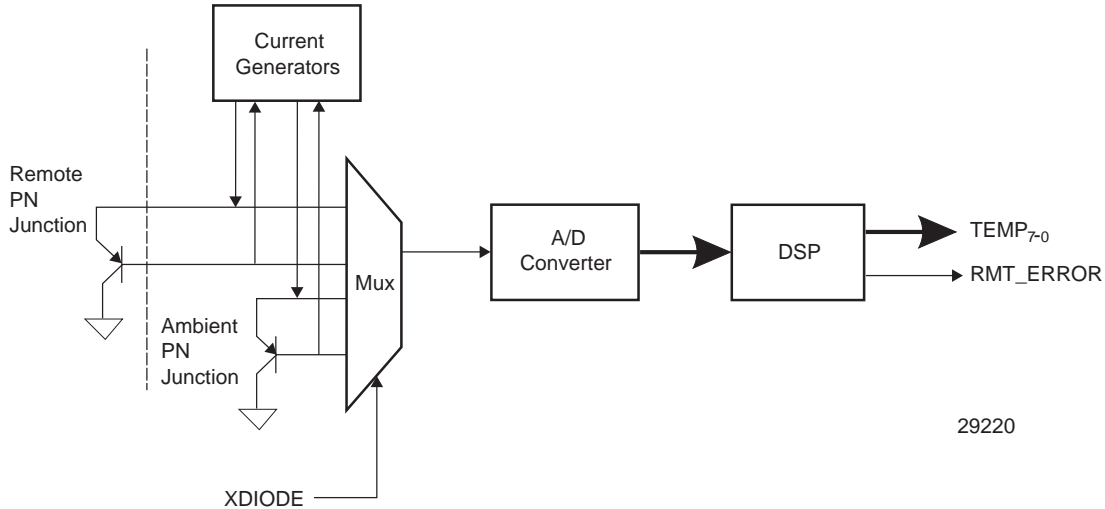 Current
Generators
Remote
PN
Junction
Mux
A/D
Converter
DSP
TEMP7-0
RMT_ERROR
Ambient
PN
Junction
29220
XDIODE